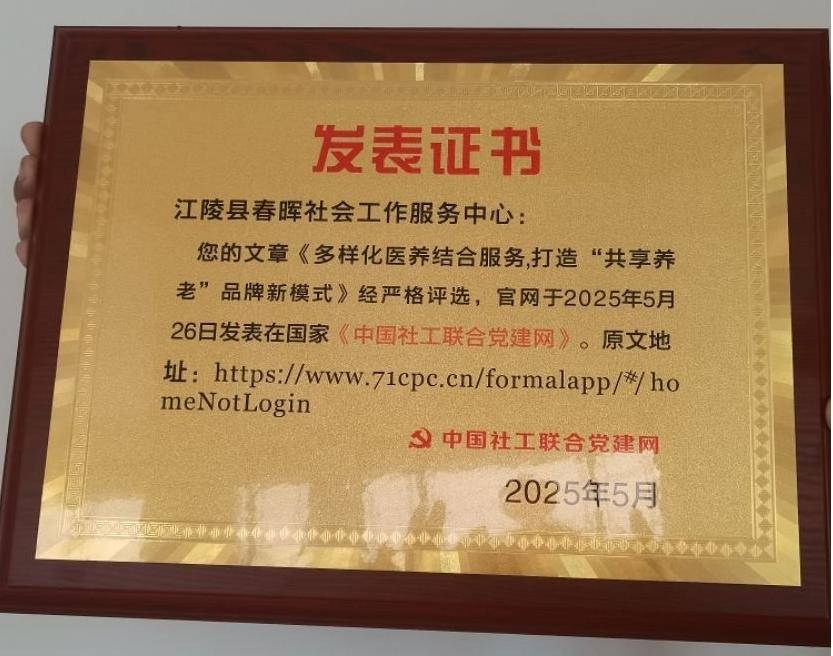 发表证书
江陵县春晖社会工作服务中心：
您的文章《多样化医养结合服务,打造“共享养
老”品牌新模式》经严格评选，官网于2025年5月
26日发表在国家《中国社工联合党建网》。原文地
址：https://www.71cpc.cn/formalapp/#/ho
meNotLogin
中国社工联合党建网
2025年5月